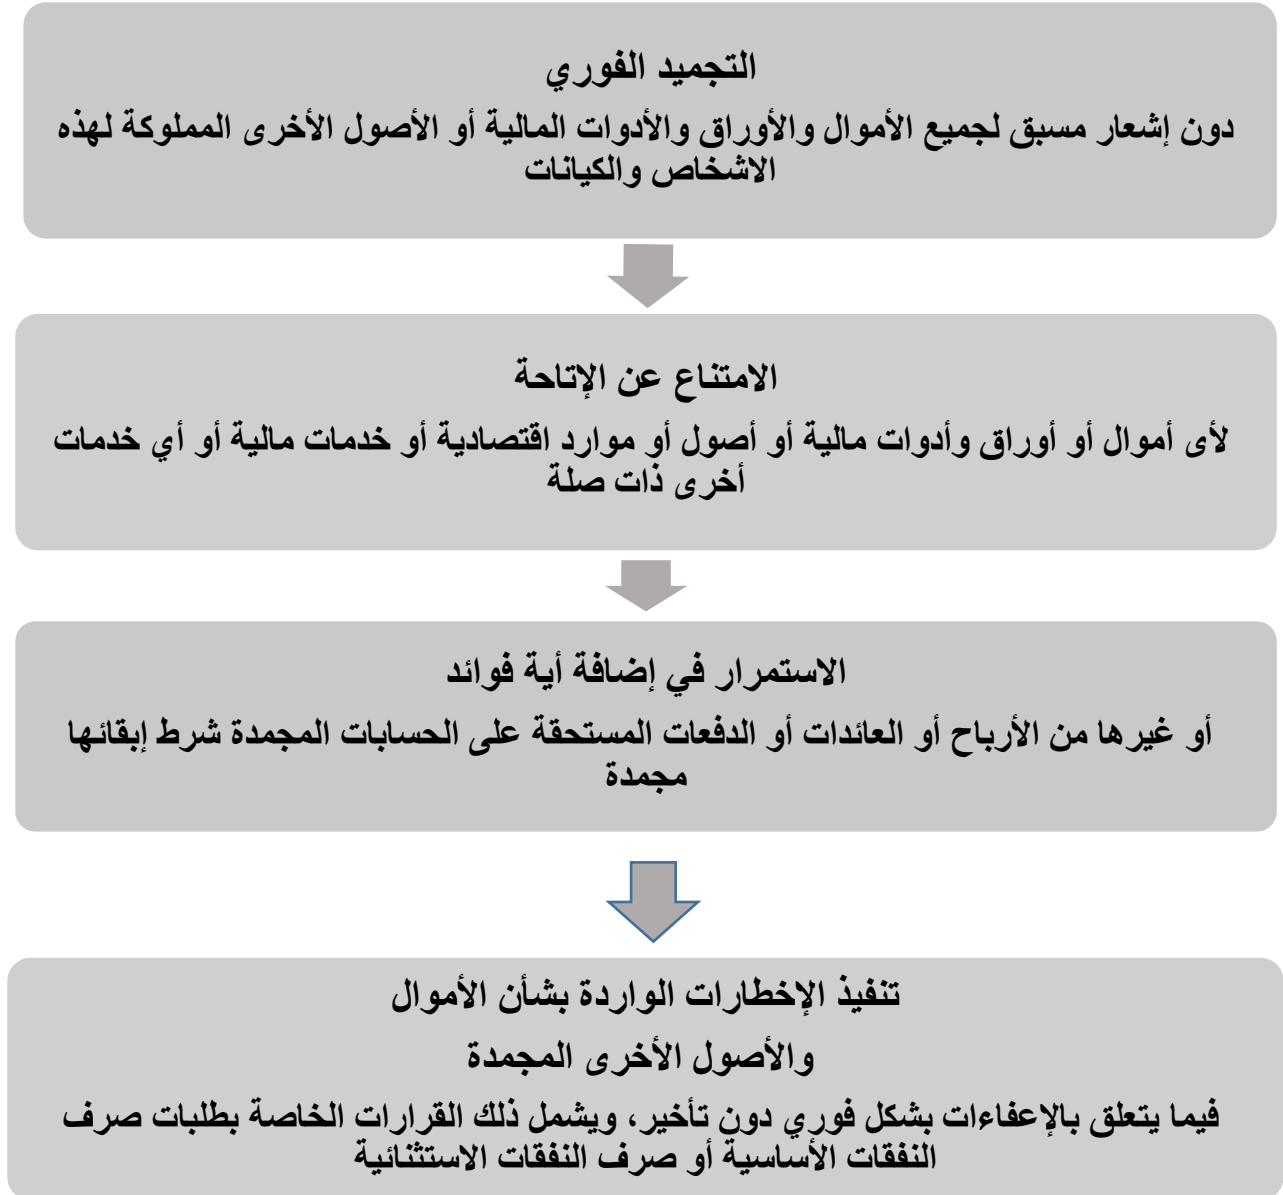 التجميد الفوري
دون إشعار مسبق لجميع الأموال والأوراق والأدوات المالية أو الأصول الأخرى المملوكة لهذه
الاشخاص والكيانات
الامتناع عن الإتاحة
لأى أموال أو أوراق وأدوات مالية أو أصول أو موارد اقتصادية أو خدمات مالية أو أي خدمات
أخرى ذات صلة
الاستمرار في إضافة أية فوائد
أو غيرها من الأرباح أو العائدات أو الدفعات المستحقة على الحسابات المجمدة شرط إبقائها
مجمدة
تنفيذ الإخطارات الواردة بشأن الأموال
والأصول الأخرى المجمدة
فيما يتعلق بالإعفاءات بشكل فوري دون تأخير، ويشمل ذلك القرارات الخاصة بطلبات صرف
النفقات الأساسية أو صرف النفقات الاستثنائية